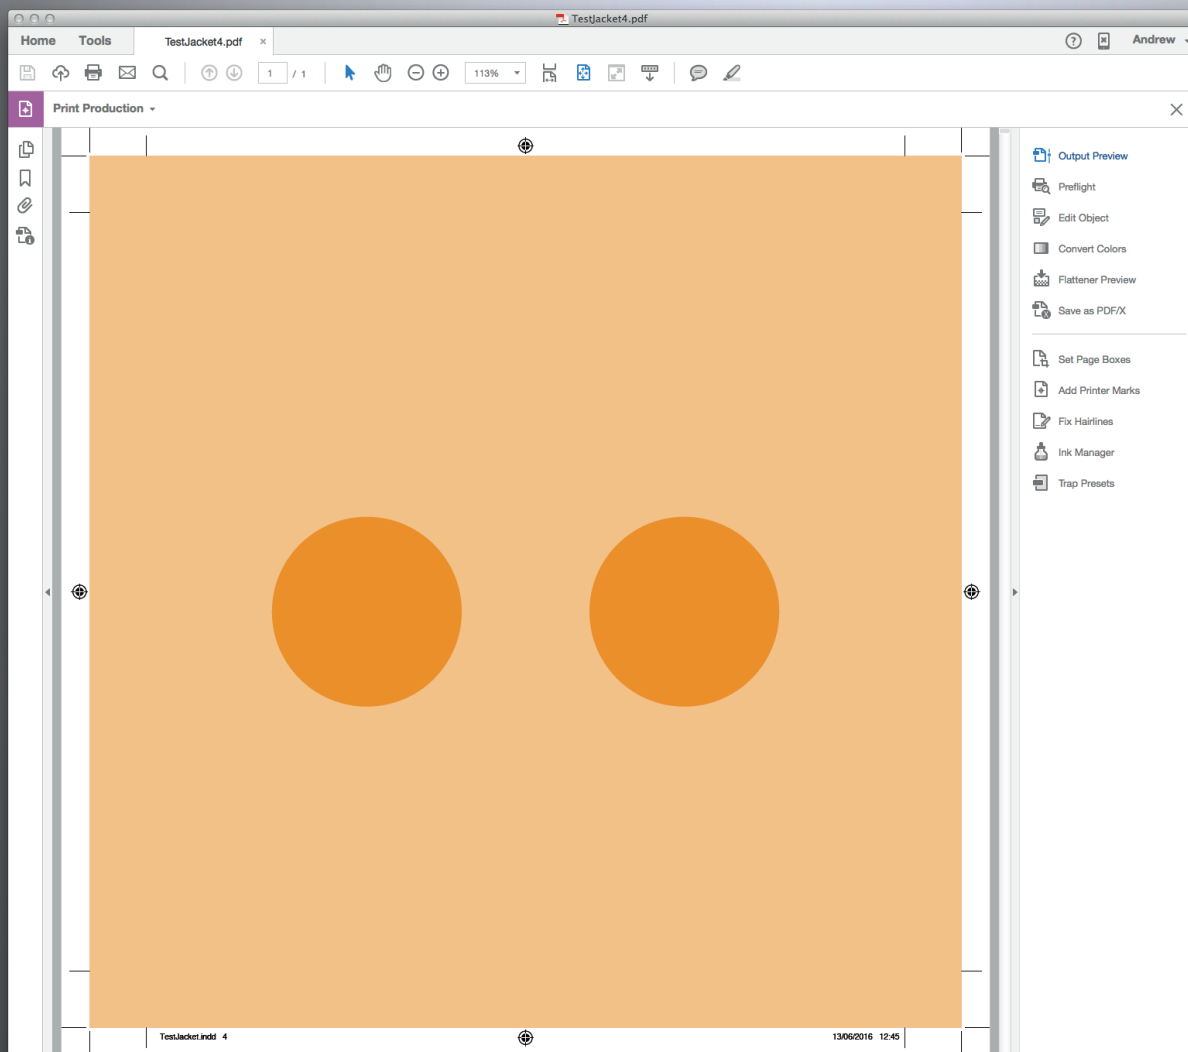 TestJacket4.pdf
Home Tools TestJacket4.pdf × Andrew
1 / 1 113%
Print Production
Output Preview
Preflight
Edit Object
Convert Colors
Flattener Preview
Save as PDF/X
Set Page Boxes
Add Printer Marks
Fix Hairlines
Ink Manager
Trap Presets
TestJacket.indd 4 13/06/2016 12:45